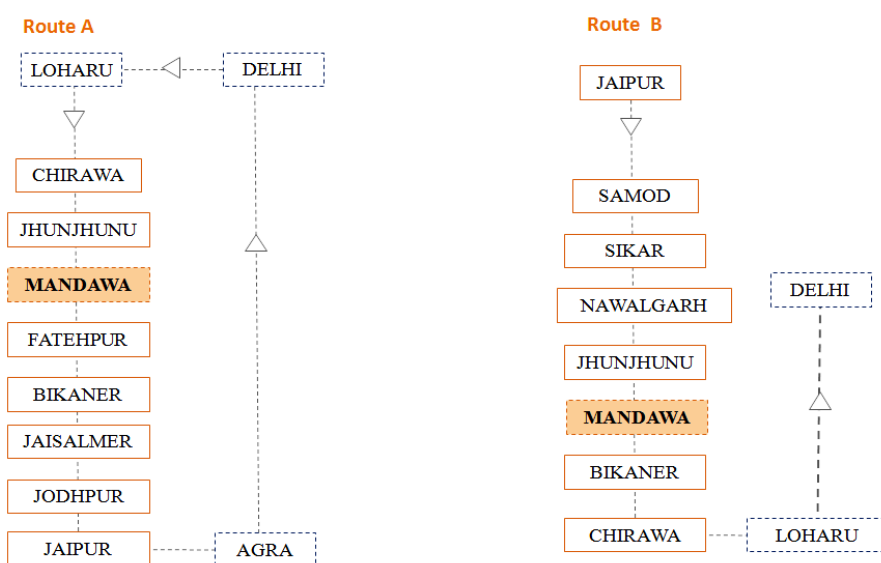 Route A
LOHARU
DELHI
CHIRAWA
JHUNJHUNU
MANDAWA
FATEHPUR
BIKANER
JAISALMER
JODHPUR
JAIPUR
AGRA
Route B
JAIPUR
SAMOD
SIKAR
NAWALGARH
DELHI
JHUNJHUNU
MANDAWA
BIKANER
CHIRAWA
LOHARU